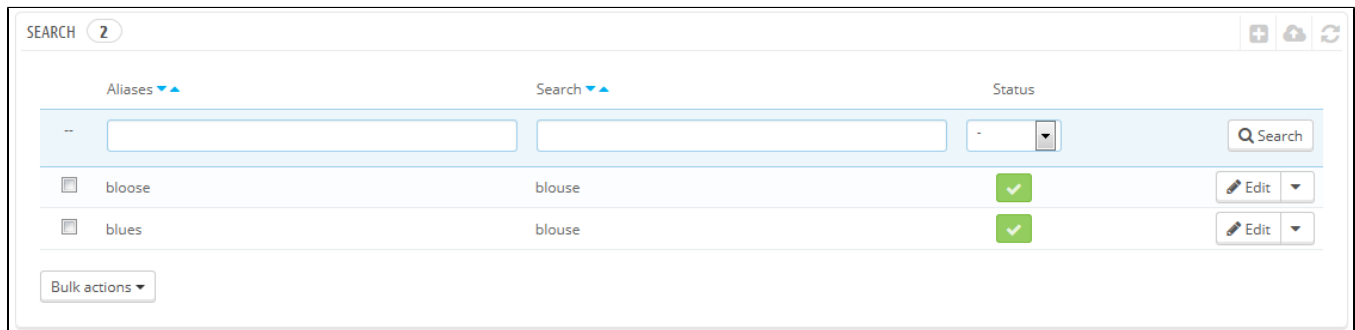 SEARCH 2
Aliases Search Status
-- - Search
bloose blouse Edit
blues blouse Edit
Bulk actions